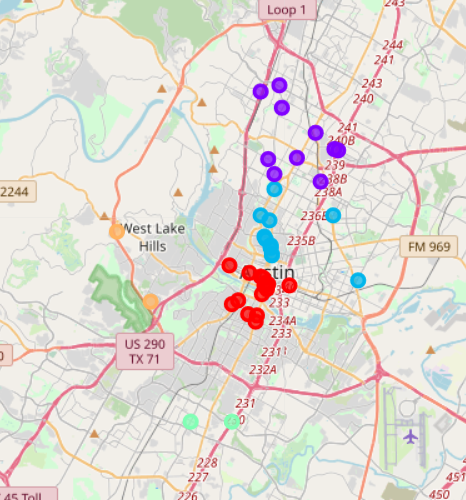 Loop 1
243
244
241
243
240
241
240B
239
238B
238A
2244
236B
West Lake
Hills
235B
FM 969
Austin
233
234A
233
US 290
TX 71
231
232A
231
230
228
227
226
45 Toll
451
450